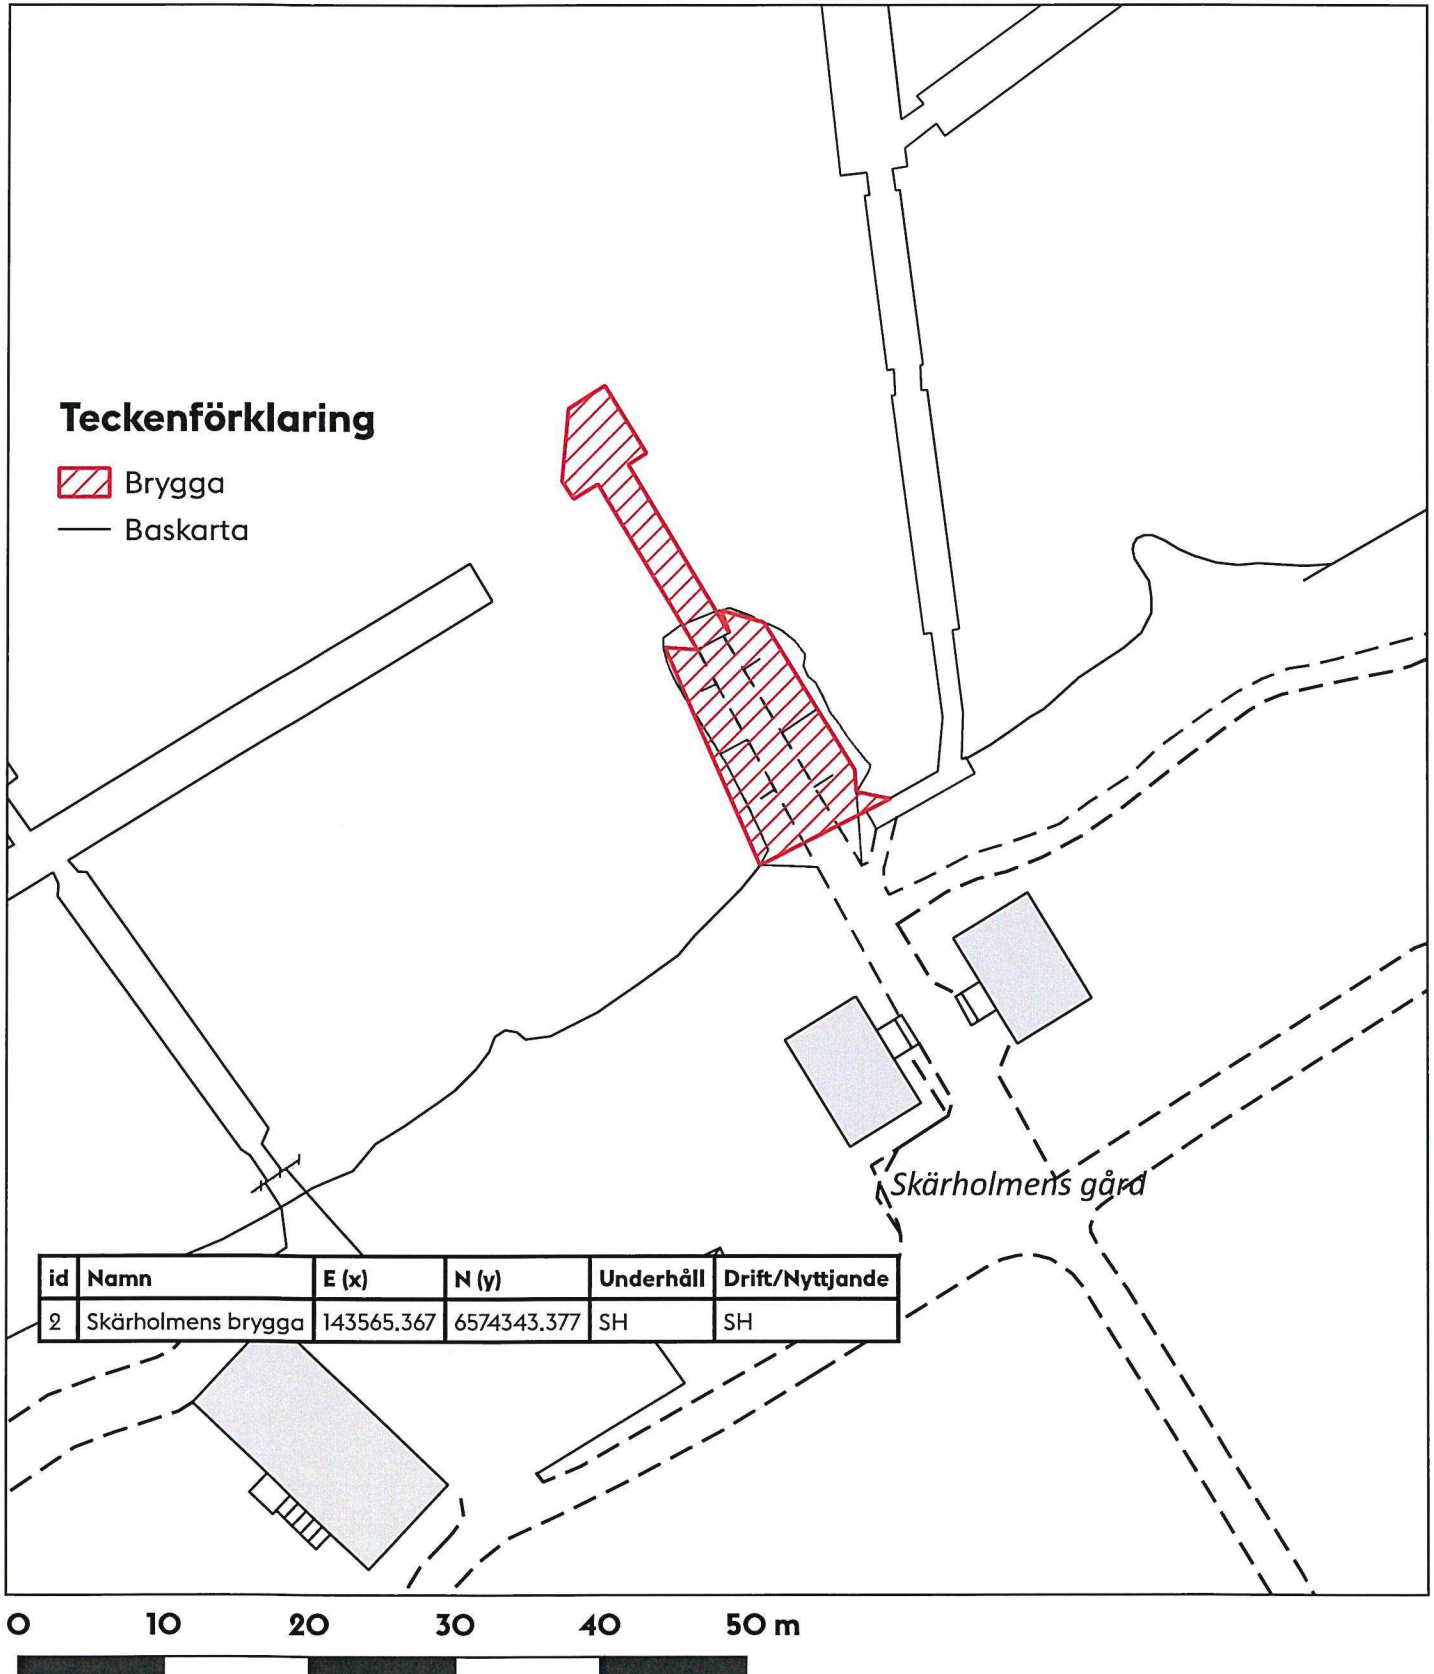 Teckenförklaring
Brygga
Baskarta
Skärholmens gård
id Namn E (x) N (y) Underhåll Drift/Nyttjande
2 Skärholmens brygga 143565.367 6574343.377 SH SH
0 10 20 30 40 50 m